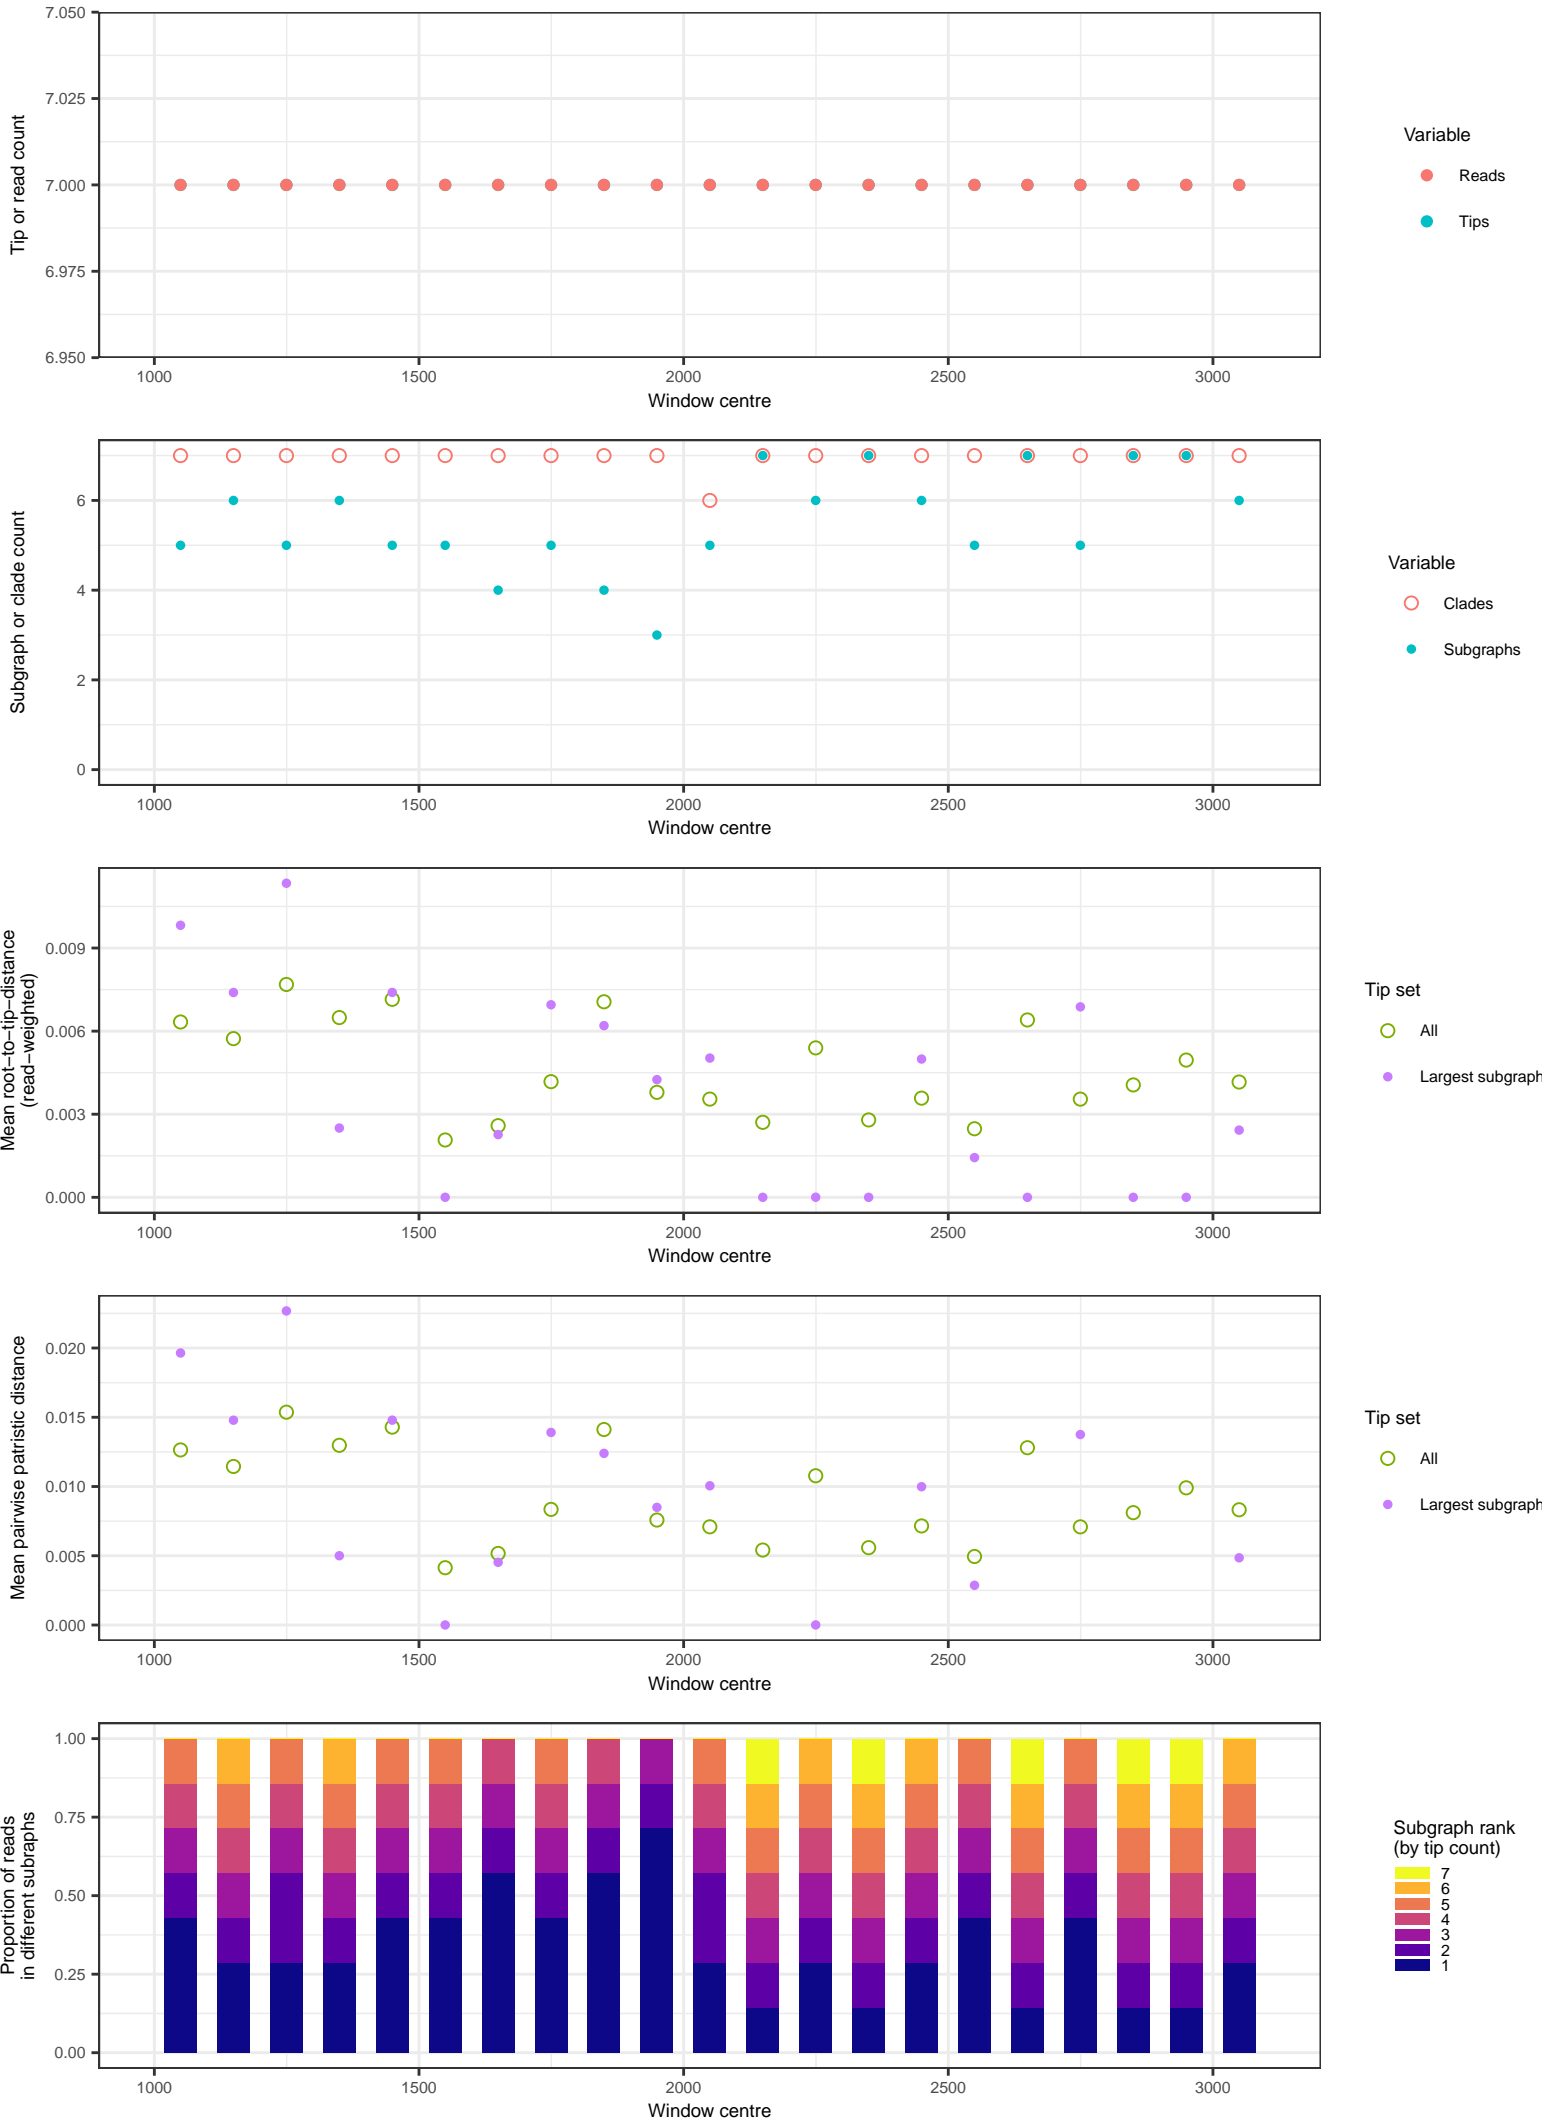 7.050
7.025
7.000
6.975
6.950
Tip or read count
1000 1500 2000 2500 3000
Window centre
Variable
Reads
Tips
6
4
2
0
Subgraph or clade count
1000 1500 2000 2500 3000
Window centre
Variable
Clades
Subgraphs
0.009
0.006
0.003
0.000
Mean root−to−tip−distance
(read−weighted)
1000 1500 2000 2500 3000
Window centre
Tip set
All
Largest subgraph
0.020
0.015
0.010
0.005
0.000
Mean pairwise patristic distance
1000 1500 2000 2500 3000
Window centre
Tip set
All
Largest subgraph
1.00
0.75
0.50
0.25
0.00
Proportion of reads
in different subraphs
1000 1500 2000 2500 3000
Window centre
Subgraph rank
(by tip count)
7
6
5
4
3
2
1